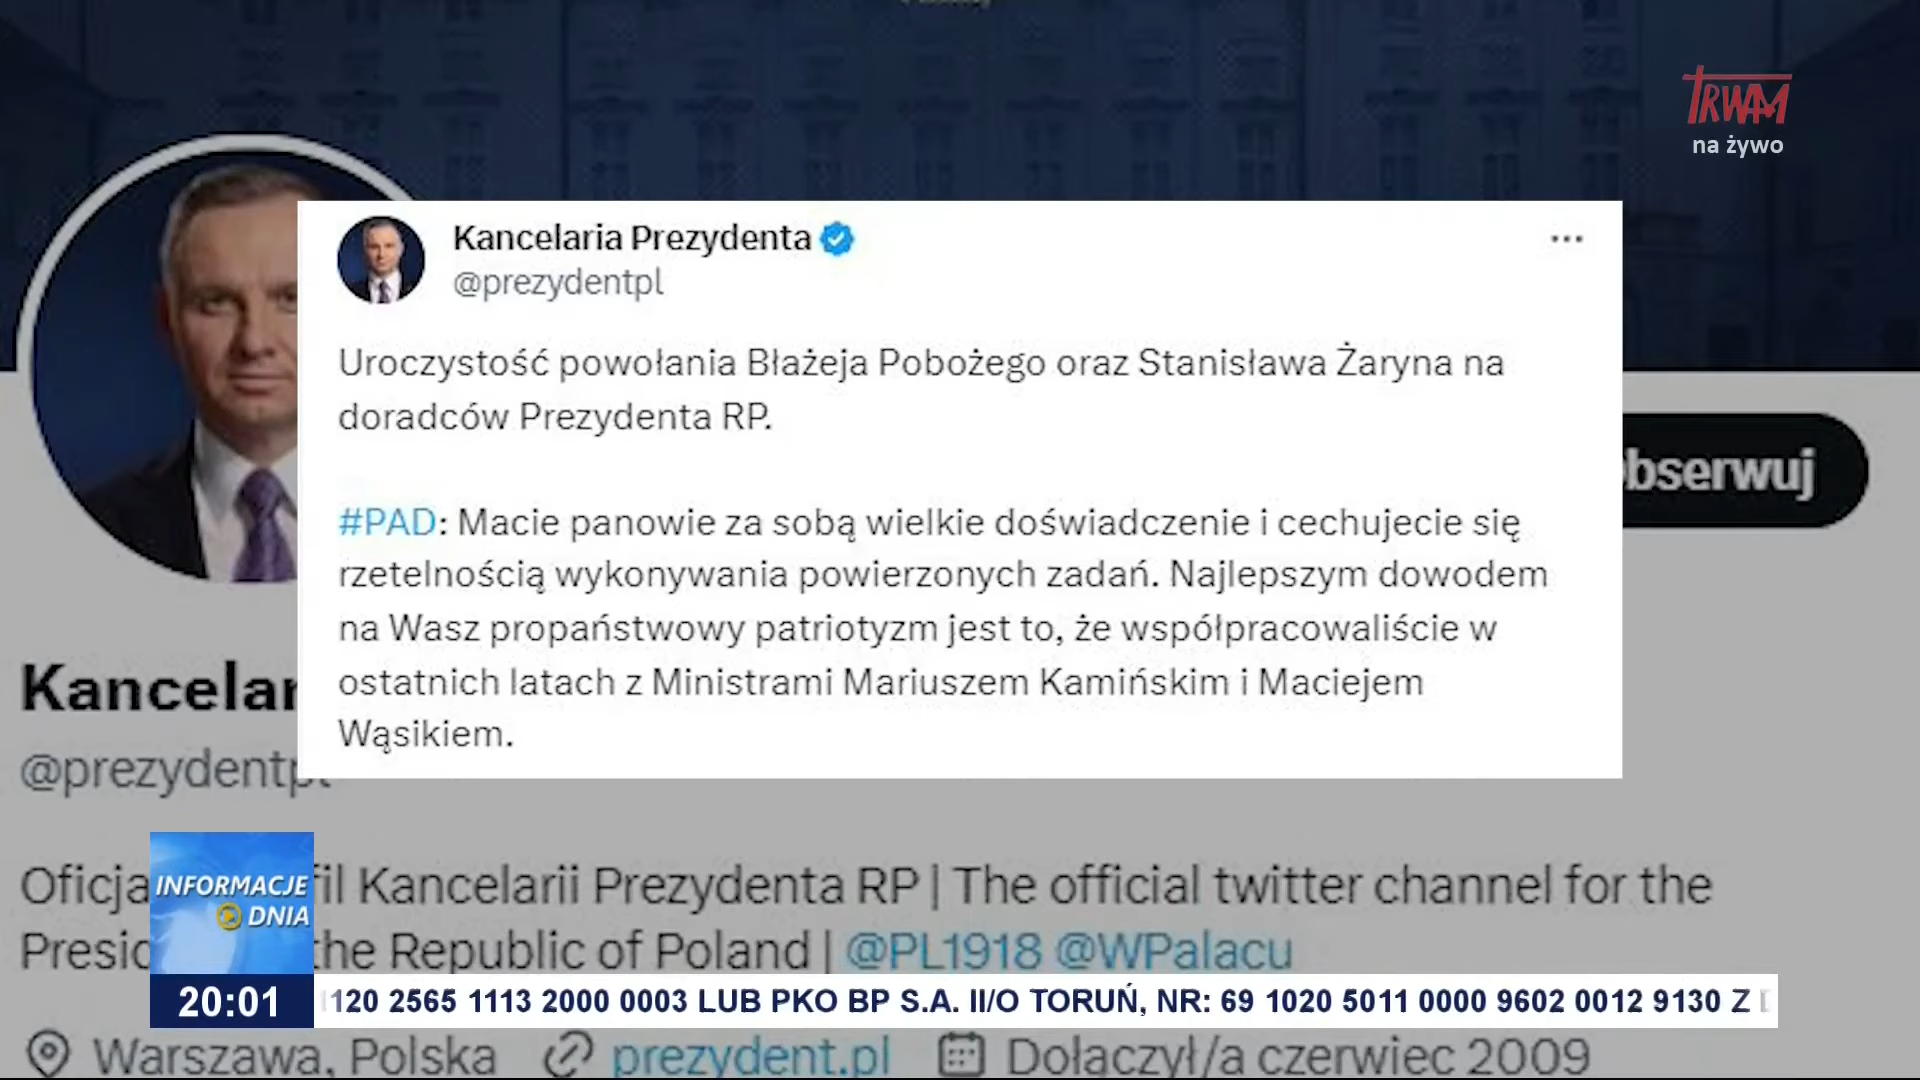 TRWAM
na żywo
Kancelaria Prezydenta
@prezydentpl
Uroczystość powołania Błażeja Pobożego oraz Stanisława Żaryna na
doradców Prezydenta RP.
#PAD: Macie panowie za sobą wielkie doświadczenie i cechujecie się
rzetelnością wykonywania powierzonych zadań. Najlepszym dowodem
na Wasz propaństwowy patriotyzm jest to, że współpracowaliście w
ostatnich latach z Ministrami Mariuszem Kamińskim i Maciejem
Wąsikiem.
bserwuj
Kancelar
@prezydentpl
Oficja fil Kancelarii Prezydenta RP | The official twitter channel for the
Presid the Republic of Poland | @PL1918 @WPalacu
INFORMACJE
DNIA
20:01
1120 2565 1113 2000 0003 LUB PKO BP S.A. II/O TORUŃ, NR: 69 1020 5011 0000 9602 0012 9130 Z
Warszawa, Polska prezydent.pl Dołączył/a czerwiec 2009